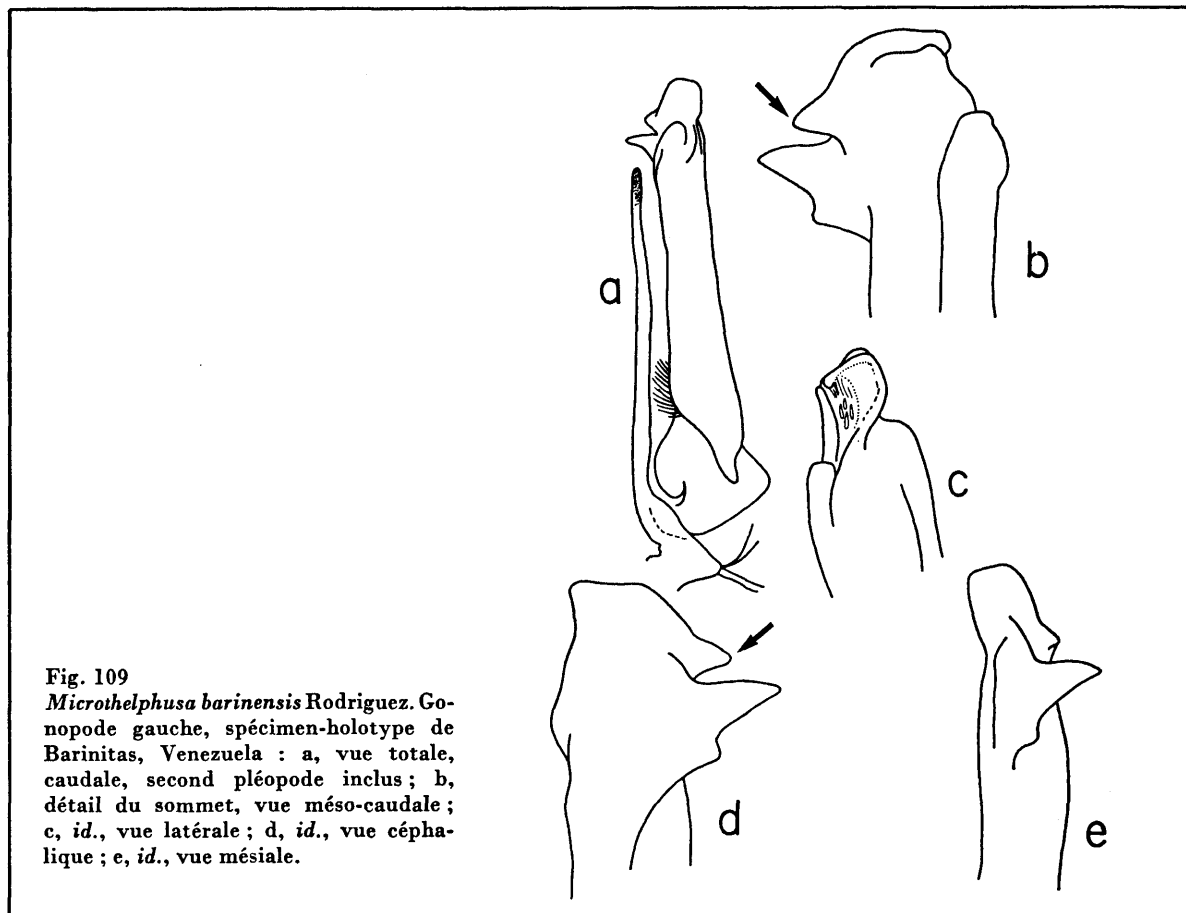 a
b
c
d
e
Fig. 109
Microthelphusa barinensis Rodriguez. Go-
nopode gauche, spécimen-holotype de
Barinitas, Venezuela : a, vue totale,
caudale, second pléopode inclus ; b,
détail du sommet, vue méso-caudale ;
c, id., vue latérale ; d, id., vue cépha-
lique ; e, id., vue mésiale.